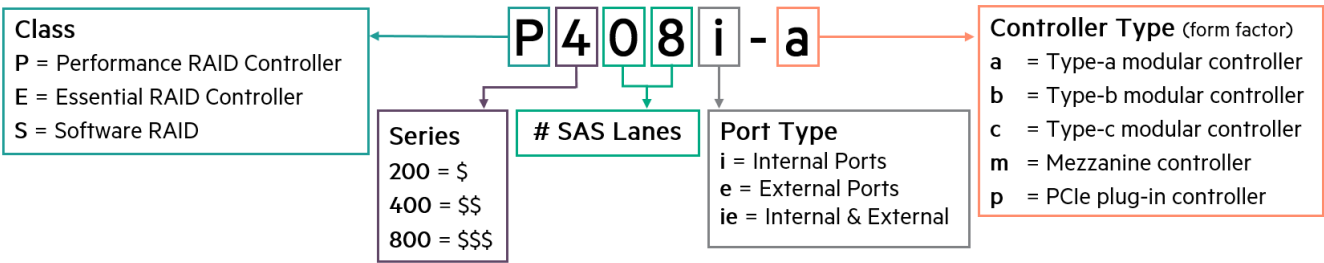 P408i-a
Class
P = Performance RAID Controller
E = Essential RAID Controller
S = Software RAID
Series
200 = $
400 = $$
800 = $$$
# SAS Lanes
Port Type
i = Internal Ports
e = External Ports
ie = Internal & External
Controller Type (form factor)
a = Type-a modular controller
b = Type-b modular controller
c = Type-c modular controller
m = Mezzanine controller
p = PCIe plug-in controller